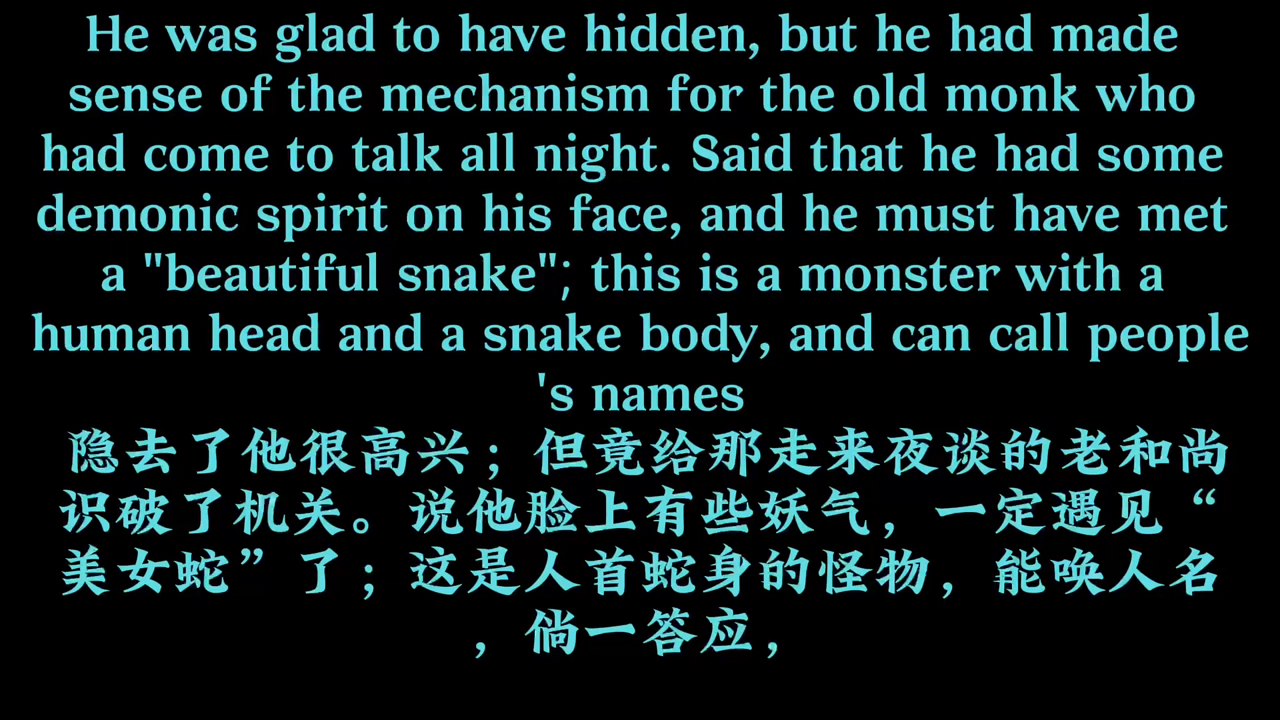 He was glad to have hidden, but he had made
sense of the mechanism for the old monk who
had come to talk all night. Said that he had some
demonic spirit on his face, and he must have met
a "beautiful snake"; this is a monster with a
human head and a snake body, and can call people
's names
隐去了他很高兴；但竟给那走来夜谈的老和尚
识破了机关。说他脸上有些妖气，一定遇见“
美女蛇”了；这是人首蛇身的怪物，能唤人名
，倘一答应，